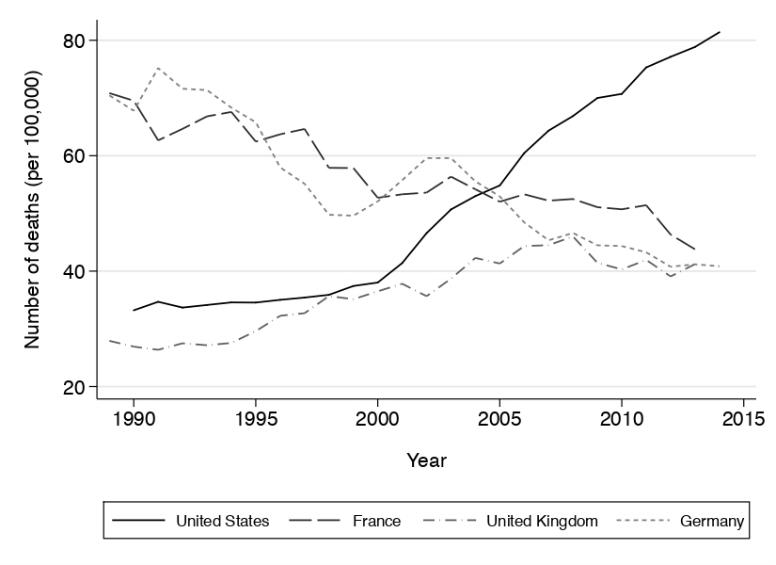 Number of deaths (per 100,000)
80
60
40
20
1990 1995 2000 2005 2010 2015
Year
United States France United Kingdom Germany